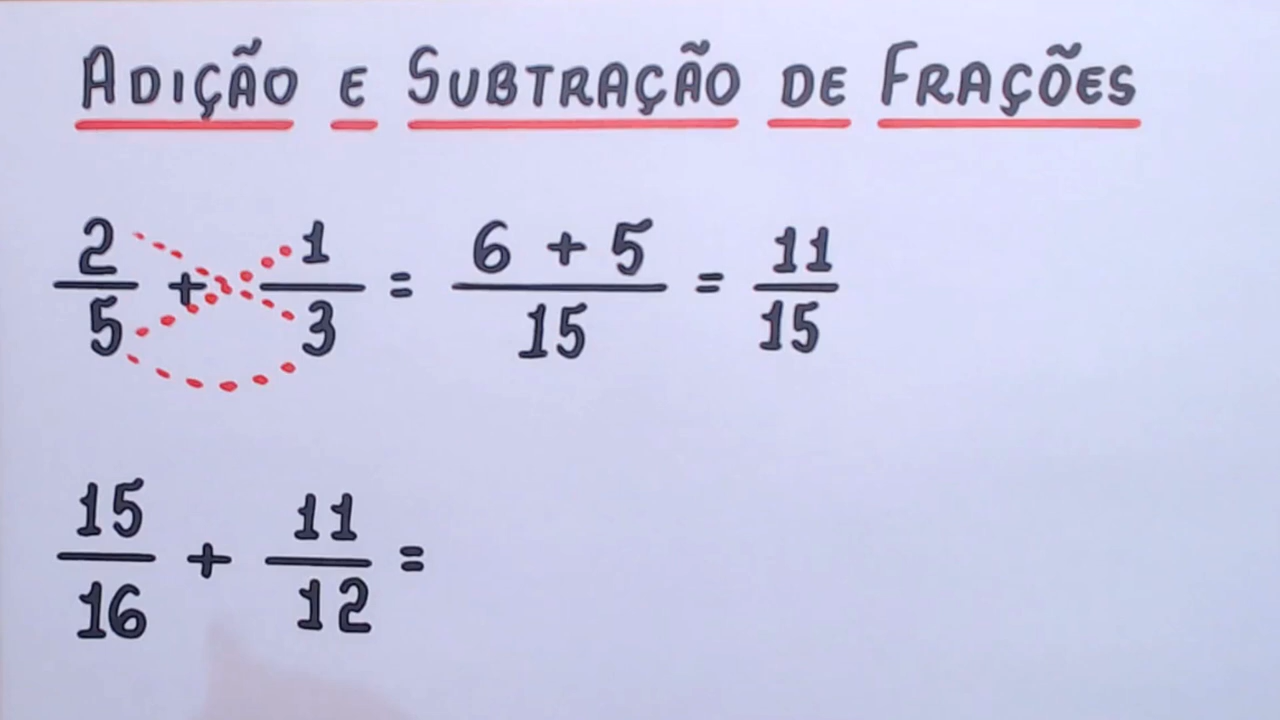 ADIÇÃO E SUBTRAÇÃO DE FRAÇÕES
2/5 + 1/3 = (6 + 5)/15 = 11/15
15/16 + 11/12 =